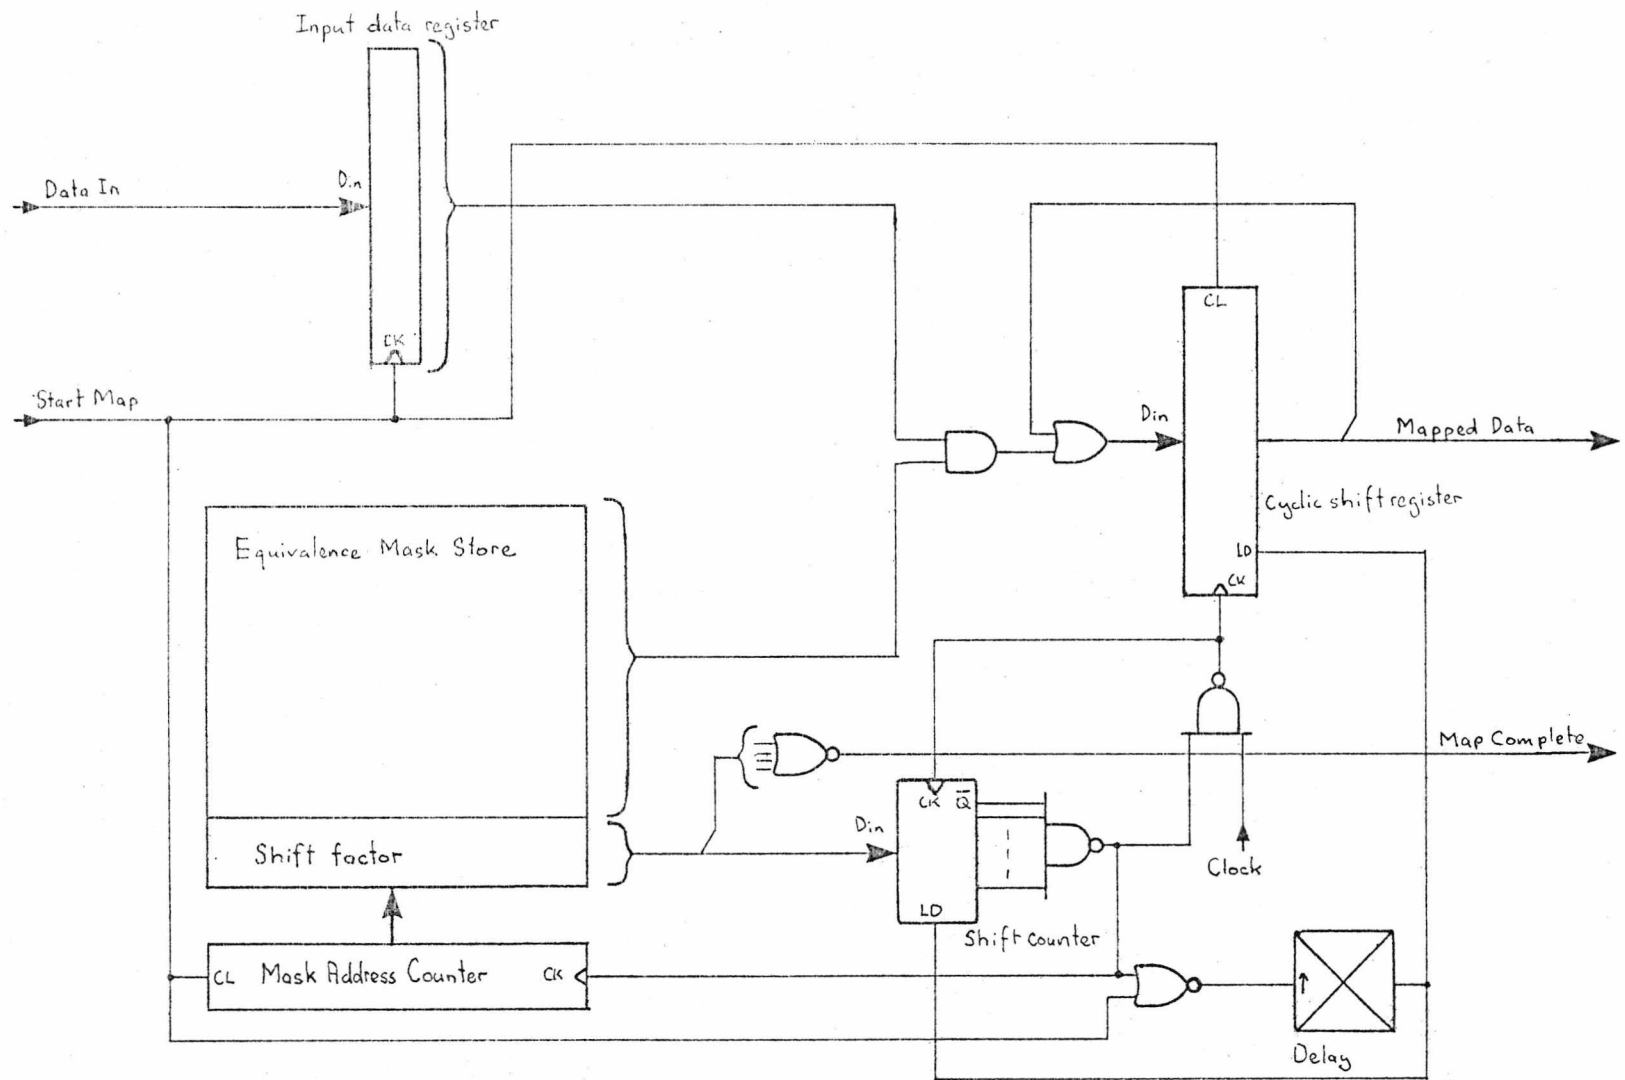 Input data register
Data In
Din
CK
Start Map
CL
Din
Mapped Data
Cyclic shift register
LD
CK
Equivalence Mask Store
Map Complete
CK Q̅
Din
Shift factor
Clock
LD
Shift counter
CL Mask Address Counter CK
↑
Delay